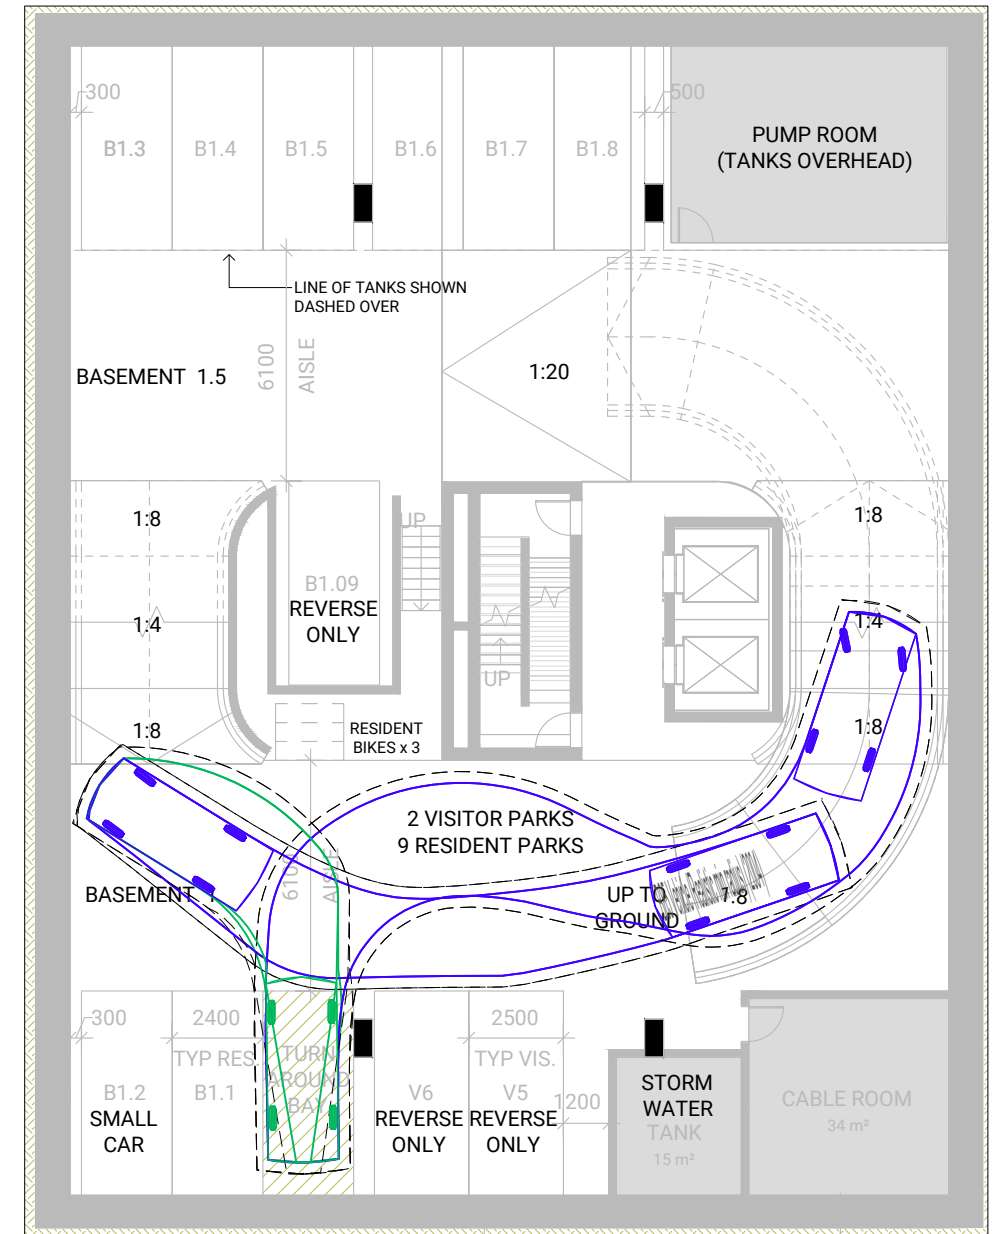 300
500
B1.3
B1.4
B1.5
B1.6
B1.7
B1.8
PUMP ROOM
(TANKS OVERHEAD)
LINE OF TANKS SHOWN
DASHED OVER
6100
AISLE
BASEMENT 1.5
1:20
1:8
1:8
UP
B1.09
REVERSE
ONLY
1:4
1:4
UP
1:8
RESIDENT
BIKES x 3
1:8
2 VISITOR PARKS
9 RESIDENT PARKS
6100
AISLE
BASEMENT 1
UP TO
GROUND
1:8
300
2400
2500
TYP RES.
TURN
AROUND
BAY
TYP VIS.
B1.2
SMALL
CAR
B1.1
V6
REVERSE
ONLY
V5
REVERSE
ONLY
1200
STORM
WATER
TANK
15 m²
CABLE ROOM
34 m²